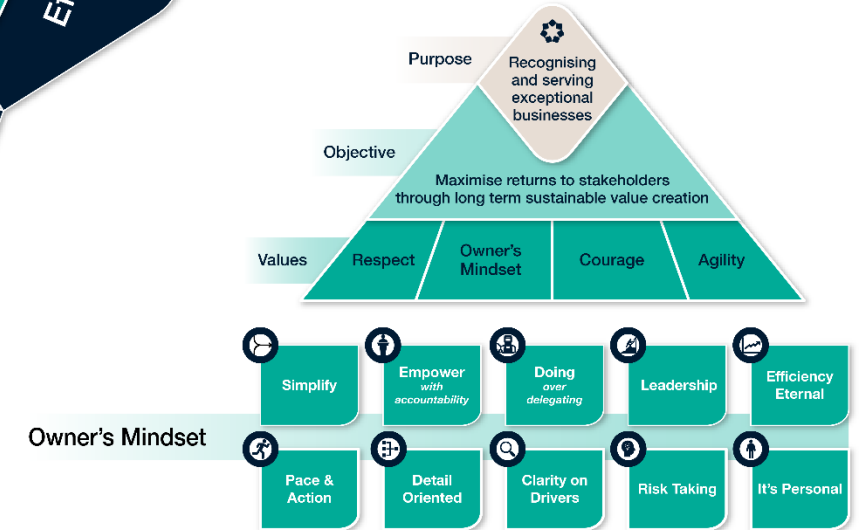 Purpose
Recognising
and serving
exceptional
businesses
Objective
Maximise returns to stakeholders
through long term sustainable value creation
Values
Respect
Owner's
Mindset
Courage
Agility
Simplify
Empower
with
accountability
Doing
over
delegating
Leadership
Efficiency
Eternal
Owner's Mindset
Pace &
Action
Detail
Oriented
Clarity on
Drivers
Risk Taking
It's Personal